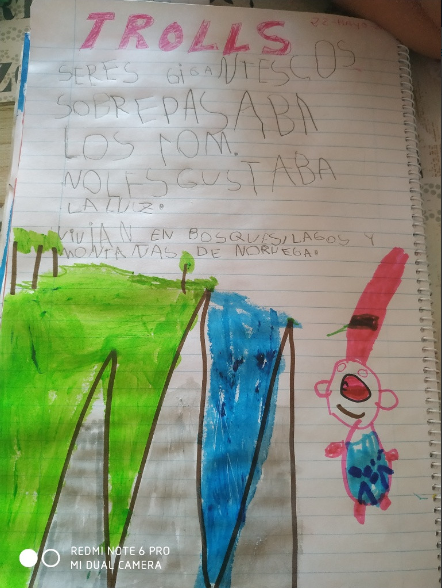 TROLLS
SERES GIGANTESCOS
SOBREPASABA
LOS 10M.
NO LES GUSTABA
LA LUZ.
VIVIAN EN BOSQUES, LAGOS Y
MONTAÑAS DE NORUEGA.
REDMI NOTE 6 PRO
MI DUAL CAMERA